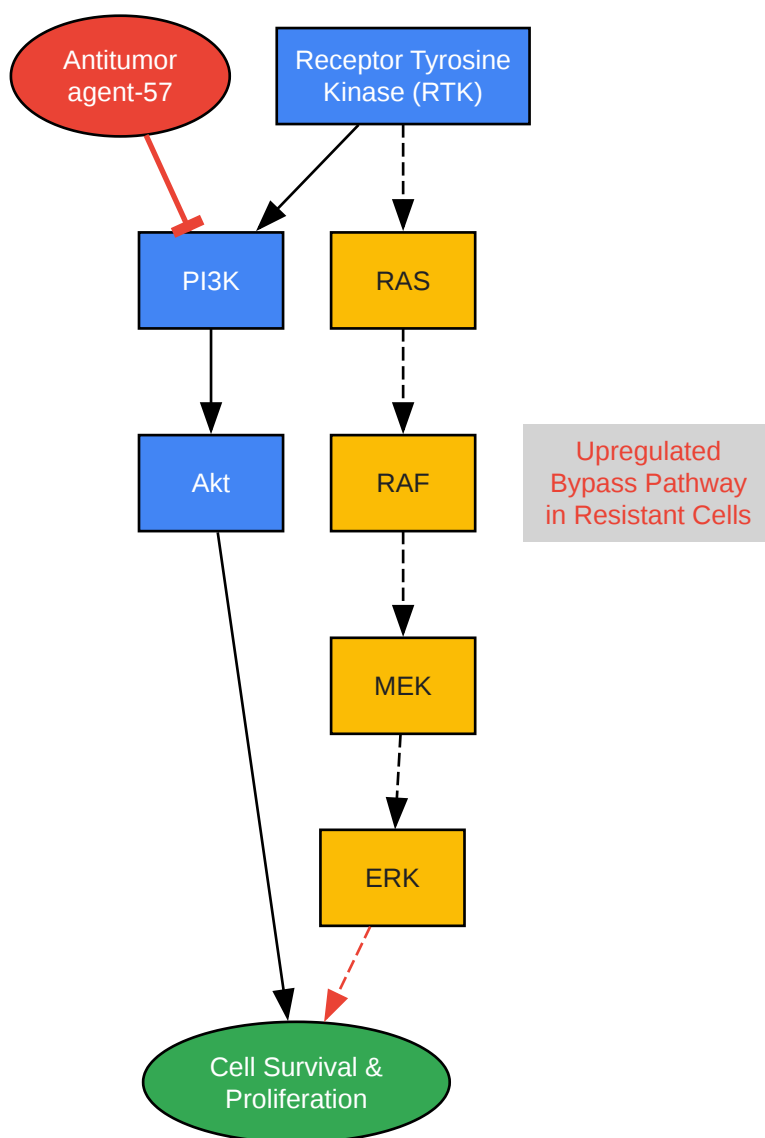 Antitumor
agent-57
Receptor Tyrosine
Kinase (RTK)
PI3K
RAS
Akt
RAF
Upregulated
Bypass Pathway
in Resistant Cells
MEK
ERK
Cell Survival &
Proliferation